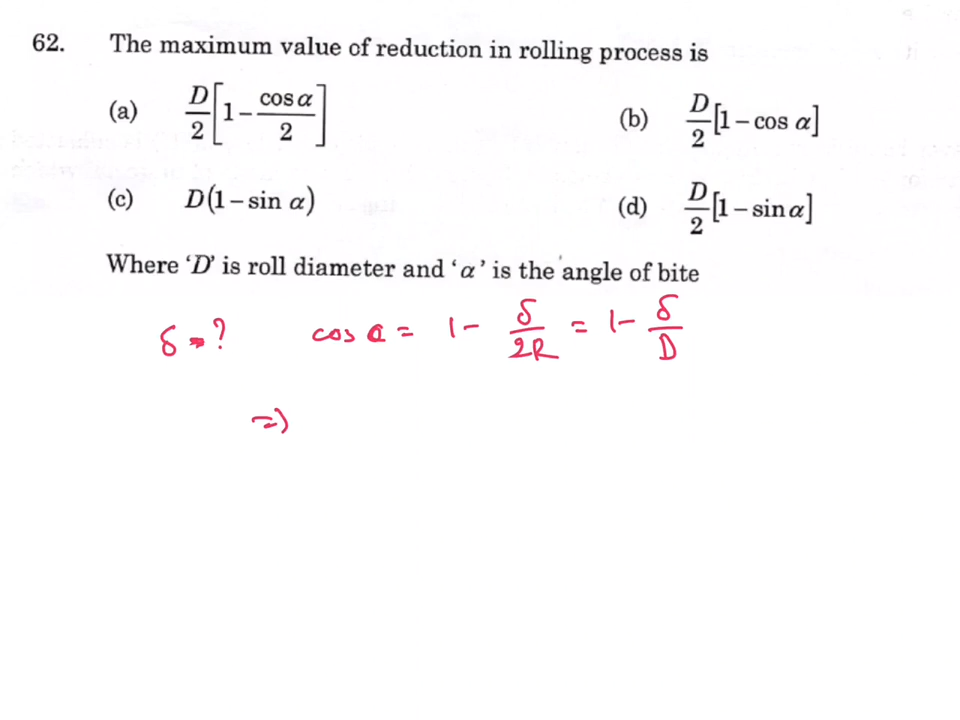 62. The maximum value of reduction in rolling process is
(a) D/2 [1 - cos α/2] (b) D/2 [1 - cos α]
(c) D(1 - sin α) (d) D/2 [1 - sin α]
Where 'D' is roll diameter and 'α' is the angle of bite
δ = ? cos α = 1 - δ/2R = 1 - δ/D
⇒